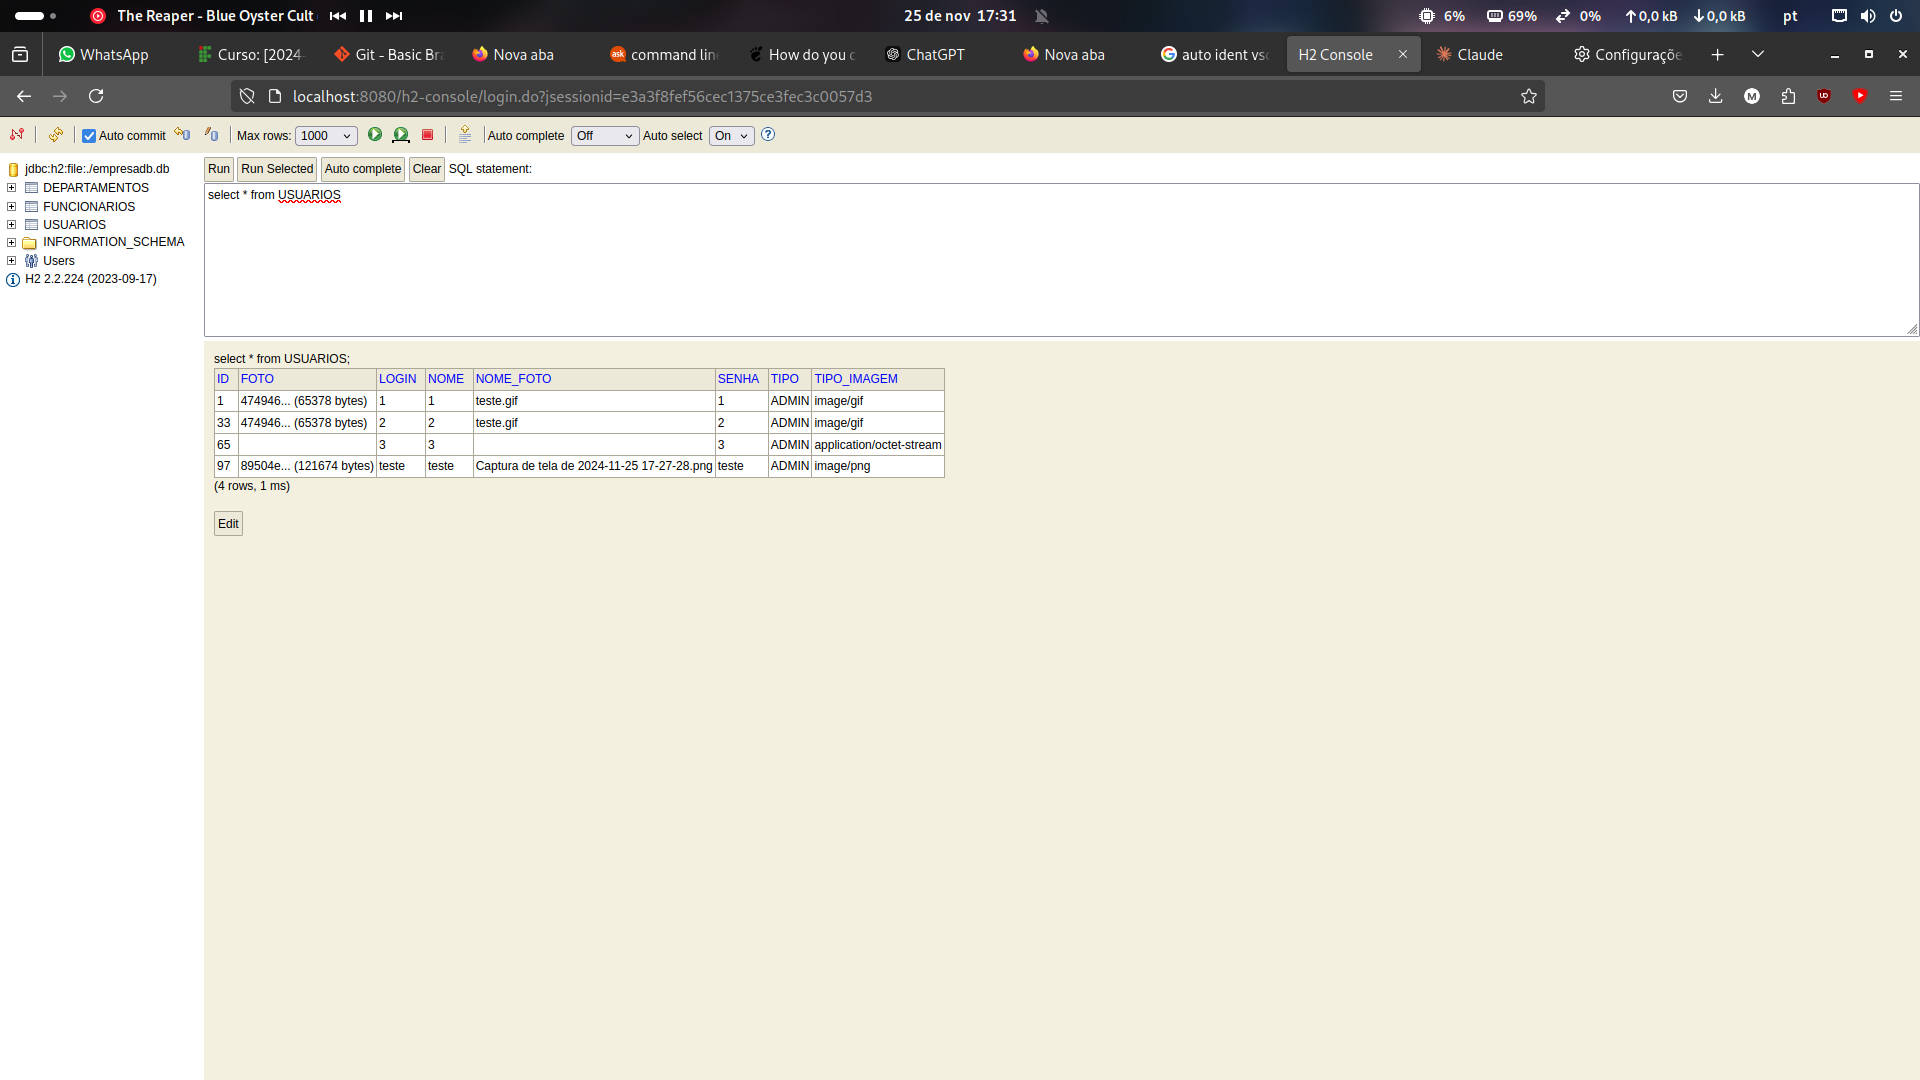 The Reaper - Blue Oyster Cult
25 de nov 17:31
6% 69% 0% 0,0 kB 0,0 kB pt
WhatsApp
Curso: [2024-
Git - Basic Bra
Nova aba
ask command lin
How do you c
ChatGPT
Nova aba
auto ident vsc
H2 Console
Claude
Configuraçõe
localhost:8080/h2-console/login.do?jsessionid=e3a3f8fef56cec1375ce3fec3c0057d3
M
Auto commit Max rows: 1000 Auto complete Off Auto select On
jdbc:h2:file:./empresadb.db
DEPARTAMENTOS
FUNCIONARIOS
USUARIOS
INFORMATION_SCHEMA
Users
H2 2.2.224 (2023-09-17)
Run Run Selected Auto complete Clear SQL statement:
select * from USUARIOS
select * from USUARIOS;
ID FOTO LOGIN NOME NOME_FOTO SENHA TIPO TIPO_IMAGEM
1 474946... (65378 bytes) 1 1 teste.gif 1 ADMIN image/gif
33 474946... (65378 bytes) 2 2 teste.gif 2 ADMIN image/gif
65 3 3 3 ADMIN application/octet-stream
97 89504e... (121674 bytes) teste teste Captura de tela de 2024-11-25 17-27-28.png teste ADMIN image/png
(4 rows, 1 ms)
Edit